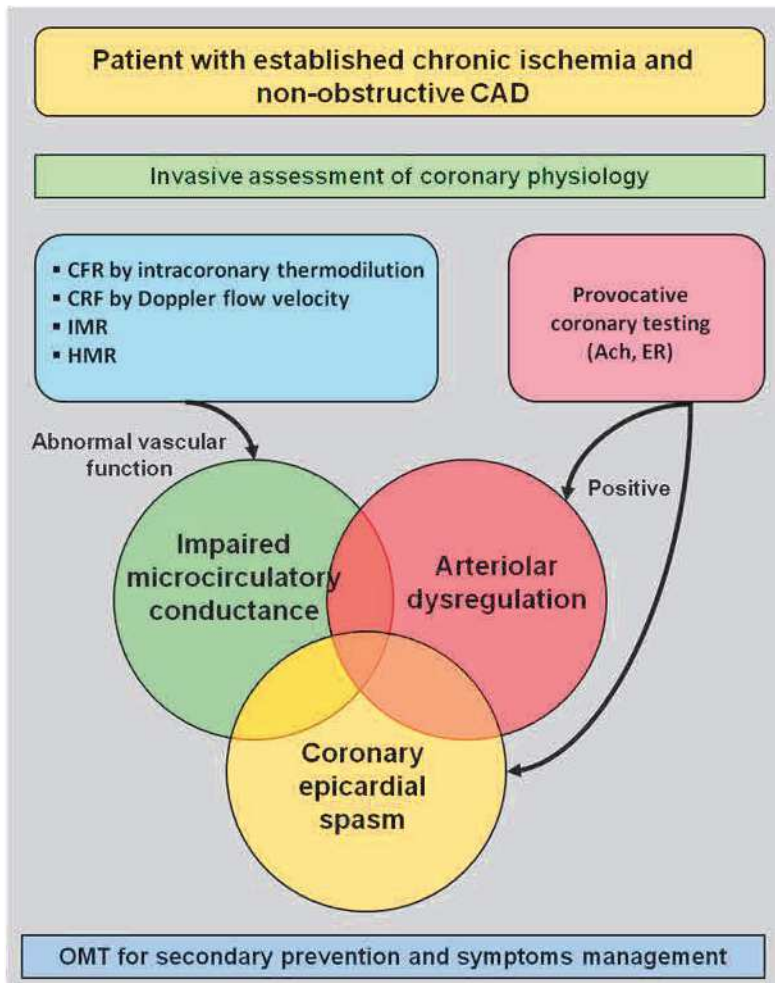 Patient with established chronic ischemia and
non-obstructive CAD
Invasive assessment of coronary physiology
▪ CFR by intracoronary thermodilution
▪ CRF by Doppler flow velocity
▪ IMR
▪ HMR
Provocative
coronary testing
(Ach, ER)
Abnormal vascular
function
Positive
Impaired
microcirculatory
conductance
Arteriolar
dysregulation
Coronary
epicardial
spasm
OMT for secondary prevention and symptoms management